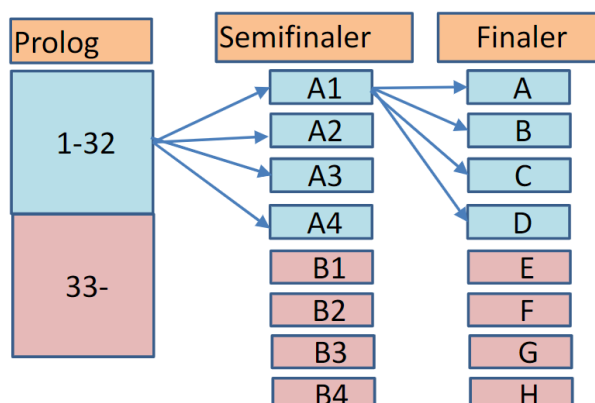 Prolog
Semifinaler
Finaler
1-32
33-
A1
A2
A3
A4
B1
B2
B3
B4
A
B
C
D
E
F
G
H